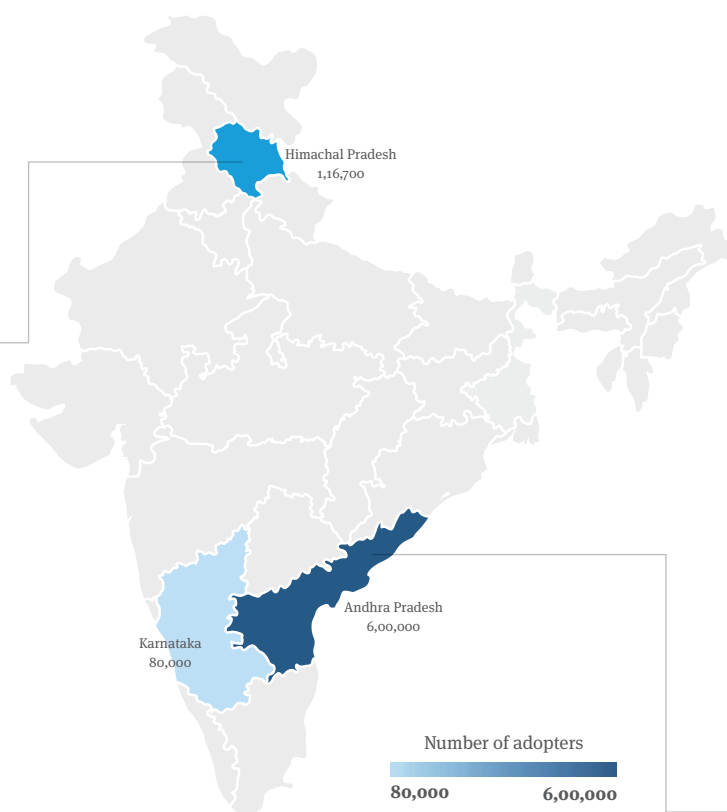 Himachal Pradesh
1,16,700
Andhra Pradesh
6,00,000
Karnataka
80,000
Number of adopters
80,000 6,00,000